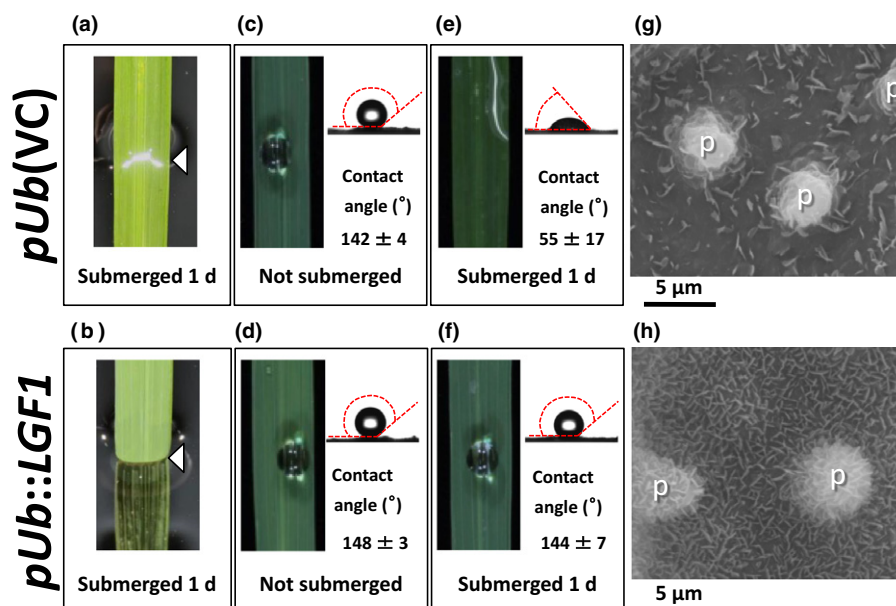 (a)
(c)
(e)
(g)
pUb(VC)
Contact
angle (°)
142 ± 4
Contact
angle (°)
55 ± 17
p
p
p
Submerged 1 d
Not submerged
Submerged 1 d
5 μm
(b)
(d)
(f)
(h)
pUb::LGF1
Contact
angle (°)
148 ± 3
Contact
angle (°)
144 ± 7
p
p
Submerged 1 d
Not submerged
Submerged 1 d
5 μm